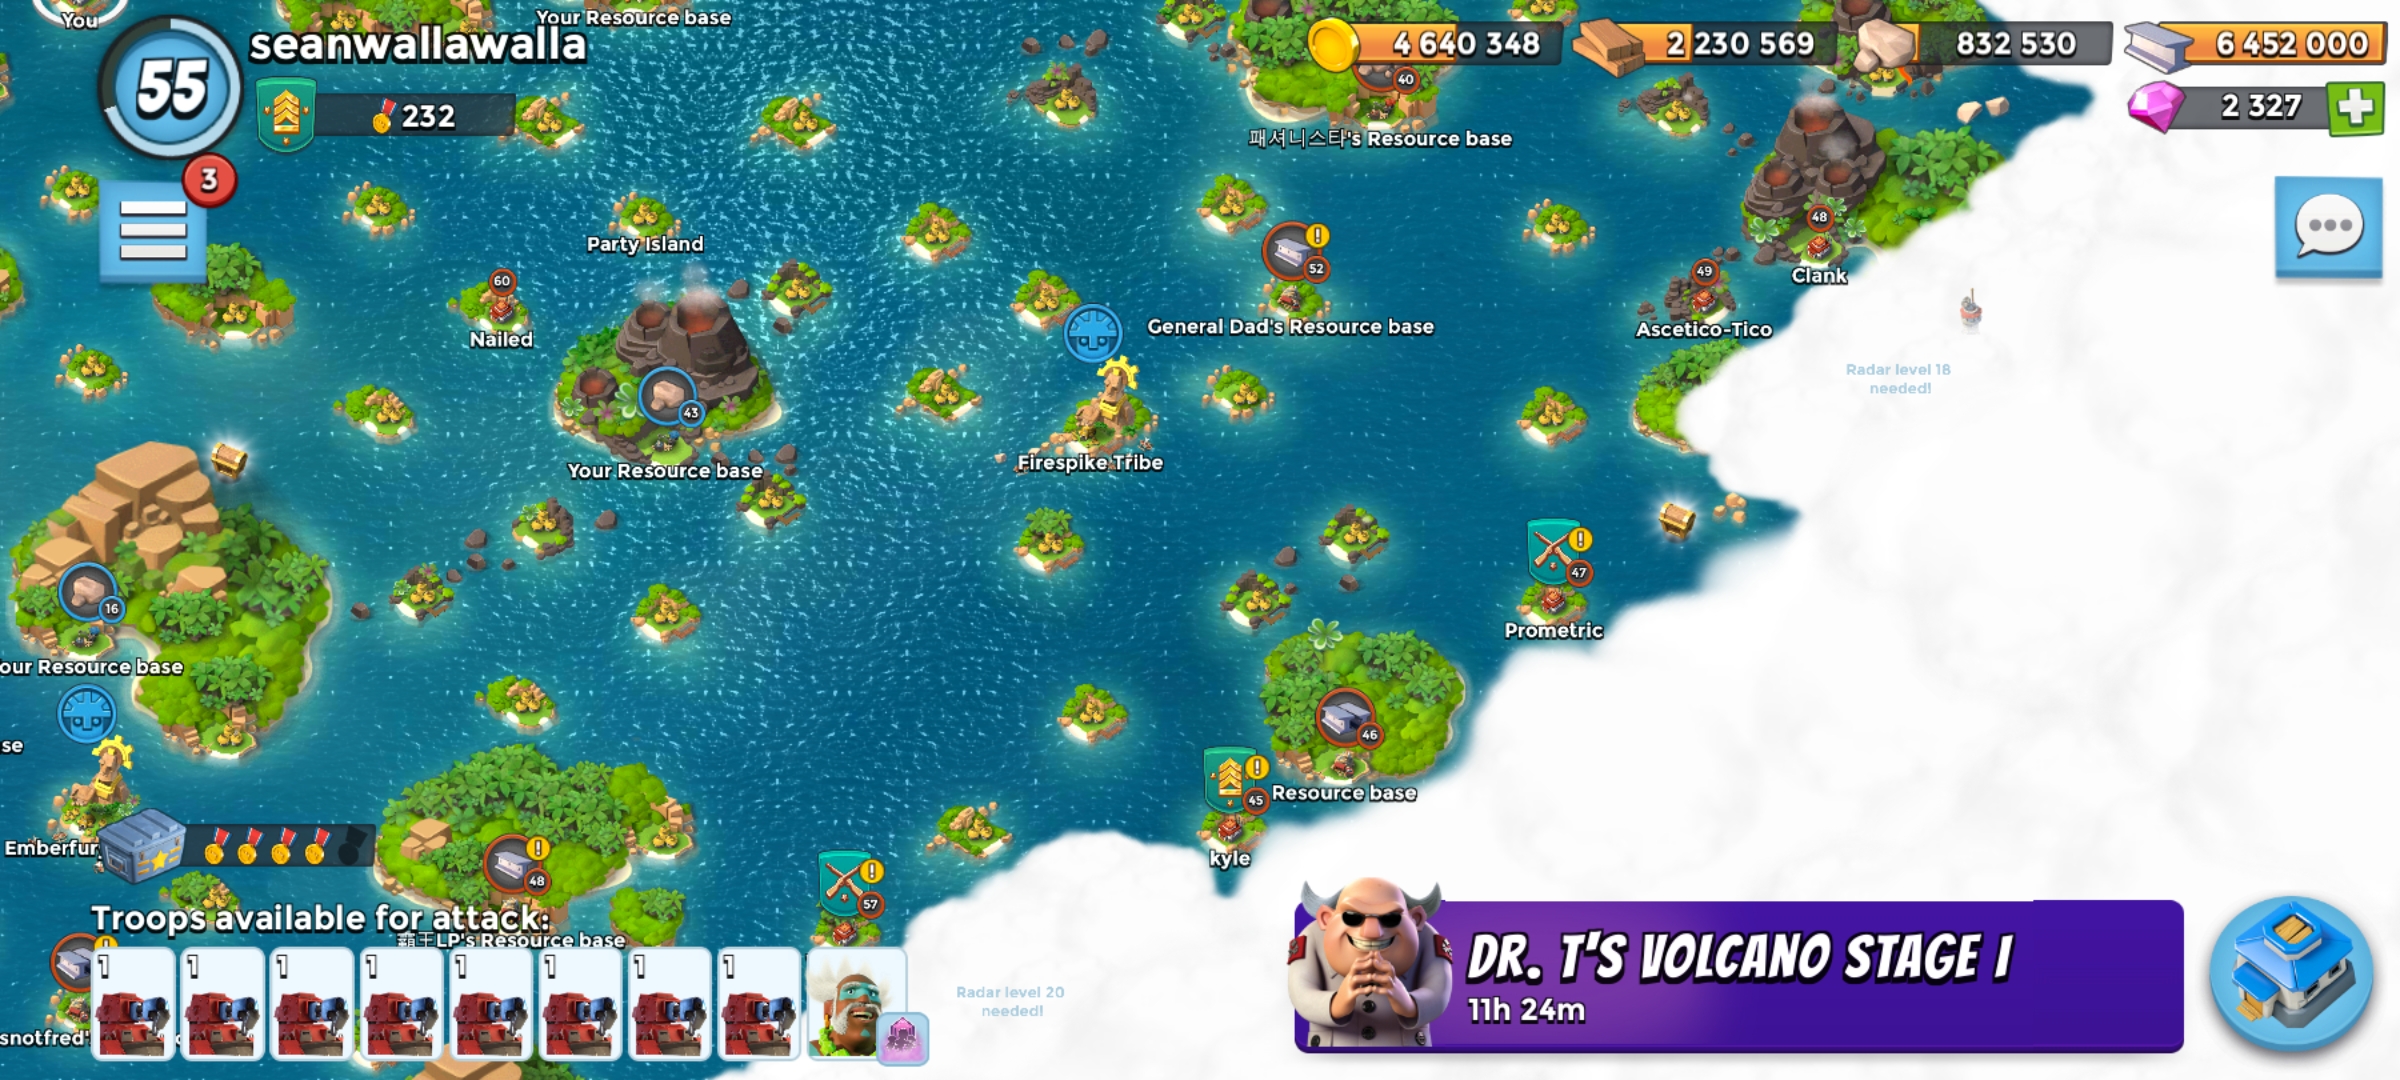 You
Your Resource base
seanwallawalla
55
232
4 640 348
2 230 569
832 530
6 452 000
2 327
3
40
패셔니스타's Resource base
Party Island
60
Nailed
52
General Dad's Resource base
48
Clank
49
Ascetico-Tico
Radar level 18
needed!
43
Your Resource base
Firespike Tribe
16
our Resource base
47
Prometric
46
Resource base
45
kyle
se
Emberfur
48
57
Troops available for attack:
霸王LP's Resource base
1
1
1
1
1
1
1
1
snotfred'
Radar level 20
needed!
DR. T'S VOLCANO STAGE I
11h 24m